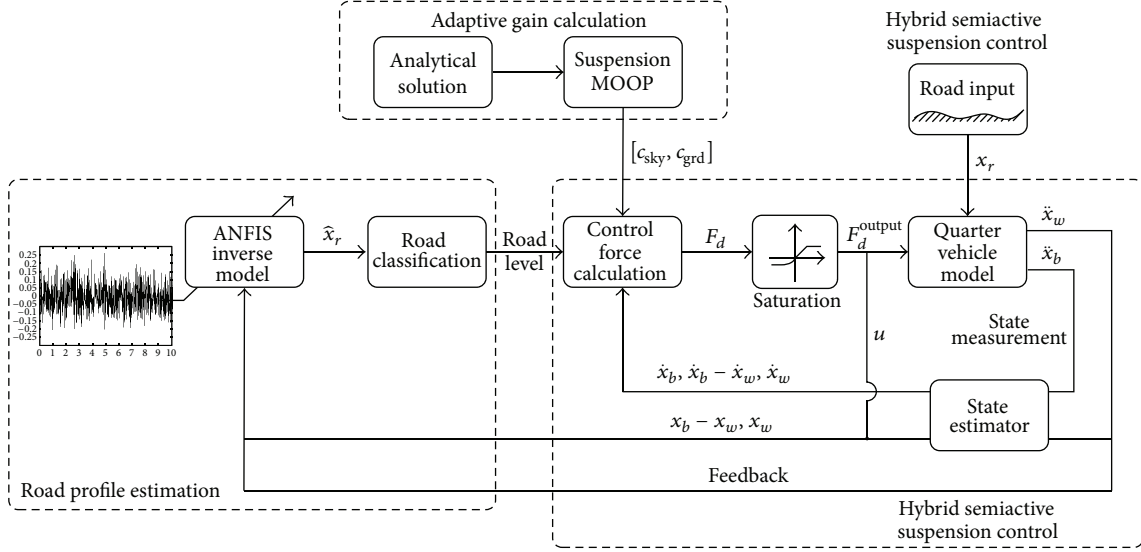 Adaptive gain calculation
Analytical
solution
Suspension
MOOP
Hybrid semiactive
suspension control
Road input
[c_sky, c_grd]
x_r
ANFIS
inverse
model
x̂_r
Road
classification
Road
level
Control
force
calculation
F_d
Saturation
F_d^output
Quarter
vehicle
model
ẍ_w
ẍ_b
0.25
0.2
0.15
0.1
0.05
0
−0.05
−0.1
−0.15
−0.2
−0.25
0 1 2 3 4 5 6 7 8 9 10
u
State
measurement
ẋ_b, ẋ_b − ẋ_w, ẋ_w
State
estimator
x_b − x_w, x_w
Feedback
Road profile estimation
Hybrid semiactive
suspension control